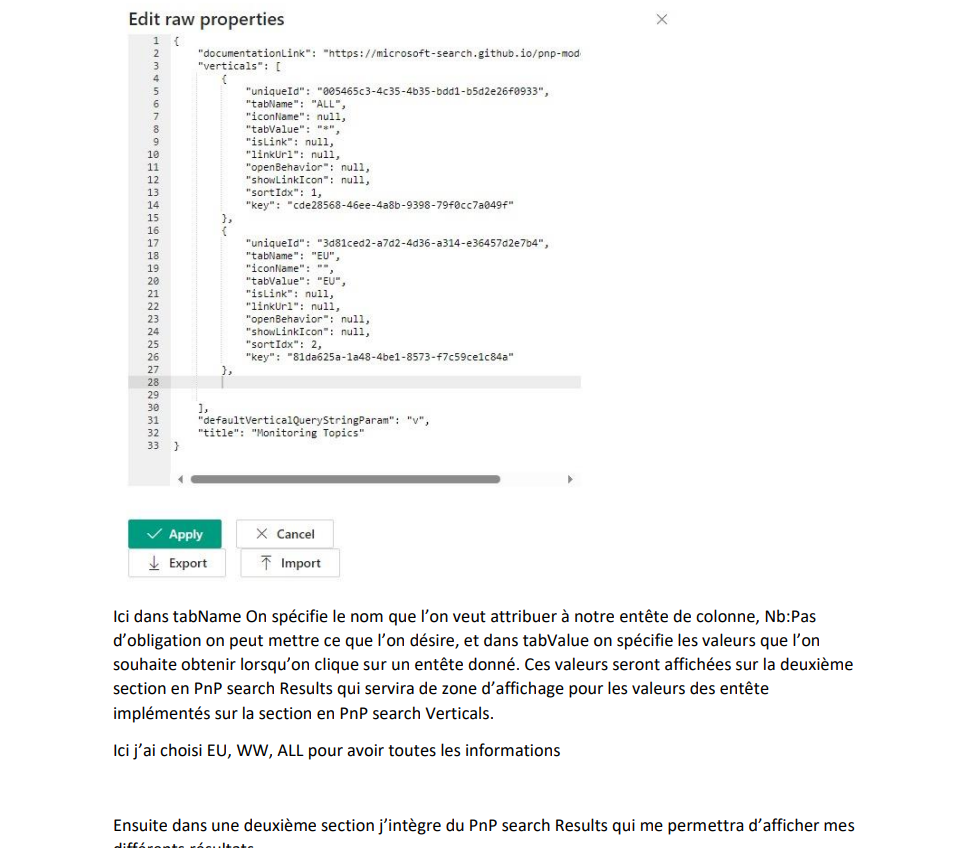 Edit raw properties
1 {
2 "documentationLink": "https://microsoft-search.github.io/pnp-mod
3 "verticals": [
4 {
5 "uniqueId": "005465c3-4c35-4b35-bdd1-b5d2e26f0933",
6 "tabName": "ALL",
7 "iconName": null,
8 "tabValue": "*",
9 "isLink": null,
10 "linkUrl": null,
11 "openBehavior": null,
12 "showLinkIcon": null,
13 "sortIdx": 1,
14 "key": "cde28568-46ee-4a8b-9398-79f0cc7a049f"
15 },
16 {
17 "uniqueId": "3d81ced2-a7d2-4d36-a314-e36457d2e7b4",
18 "tabName": "EU",
19 "iconName": "",
20 "tabValue": "EU",
21 "isLink": null,
22 "linkUrl": null,
23 "openBehavior": null,
24 "showLinkIcon": null,
25 "sortIdx": 2,
26 "key": "81da625a-1a48-4be1-8573-f7c59ce1c84a"
27 },
28
29
30 ],
31 "defaultVerticalQueryStringParam": "v",
32 "title": "Monitoring Topics"
33 }
Apply Cancel
Export Import
Ici dans tabName On spécifie le nom que l’on veut attribuer à notre entête de colonne, Nb:Pas
d’obligation on peut mettre ce que l’on désire, et dans tabValue on spécifie les valeurs que l’on
souhaite obtenir lorsqu’on clique sur un entête donné. Ces valeurs seront affichées sur la deuxième
section en PnP search Results qui servira de zone d’affichage pour les valeurs des entête
implémentés sur la section en PnP search Verticals.
Ici j’ai choisi EU, WW, ALL pour avoir toutes les informations
Ensuite dans une deuxième section j’intègre du PnP search Results qui me permettra d’afficher mes
différents résultats